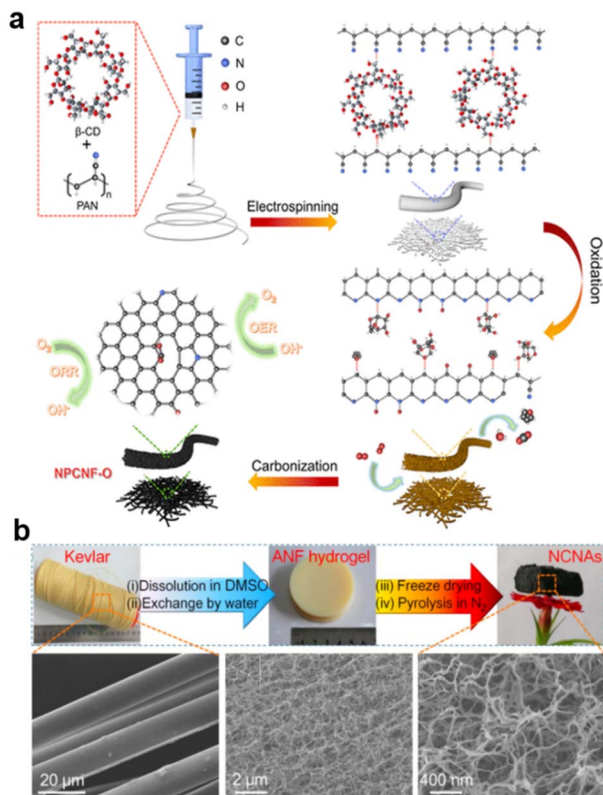 a
β-CD
+
PAN
n
C
N
O
H
Electrospinning
Oxidation
O₂
OER
OH⁻
O₂
ORR
OH⁻
NPCNF-O
Carbonization
b
Kevlar
(i)Dissolution in DMSO
(ii)Exchange by water
ANF hydrogel
(iii) Freeze drying
(iv) Pyrolysis in N₂
NCNAs
20 μm
2 μm
400 nm